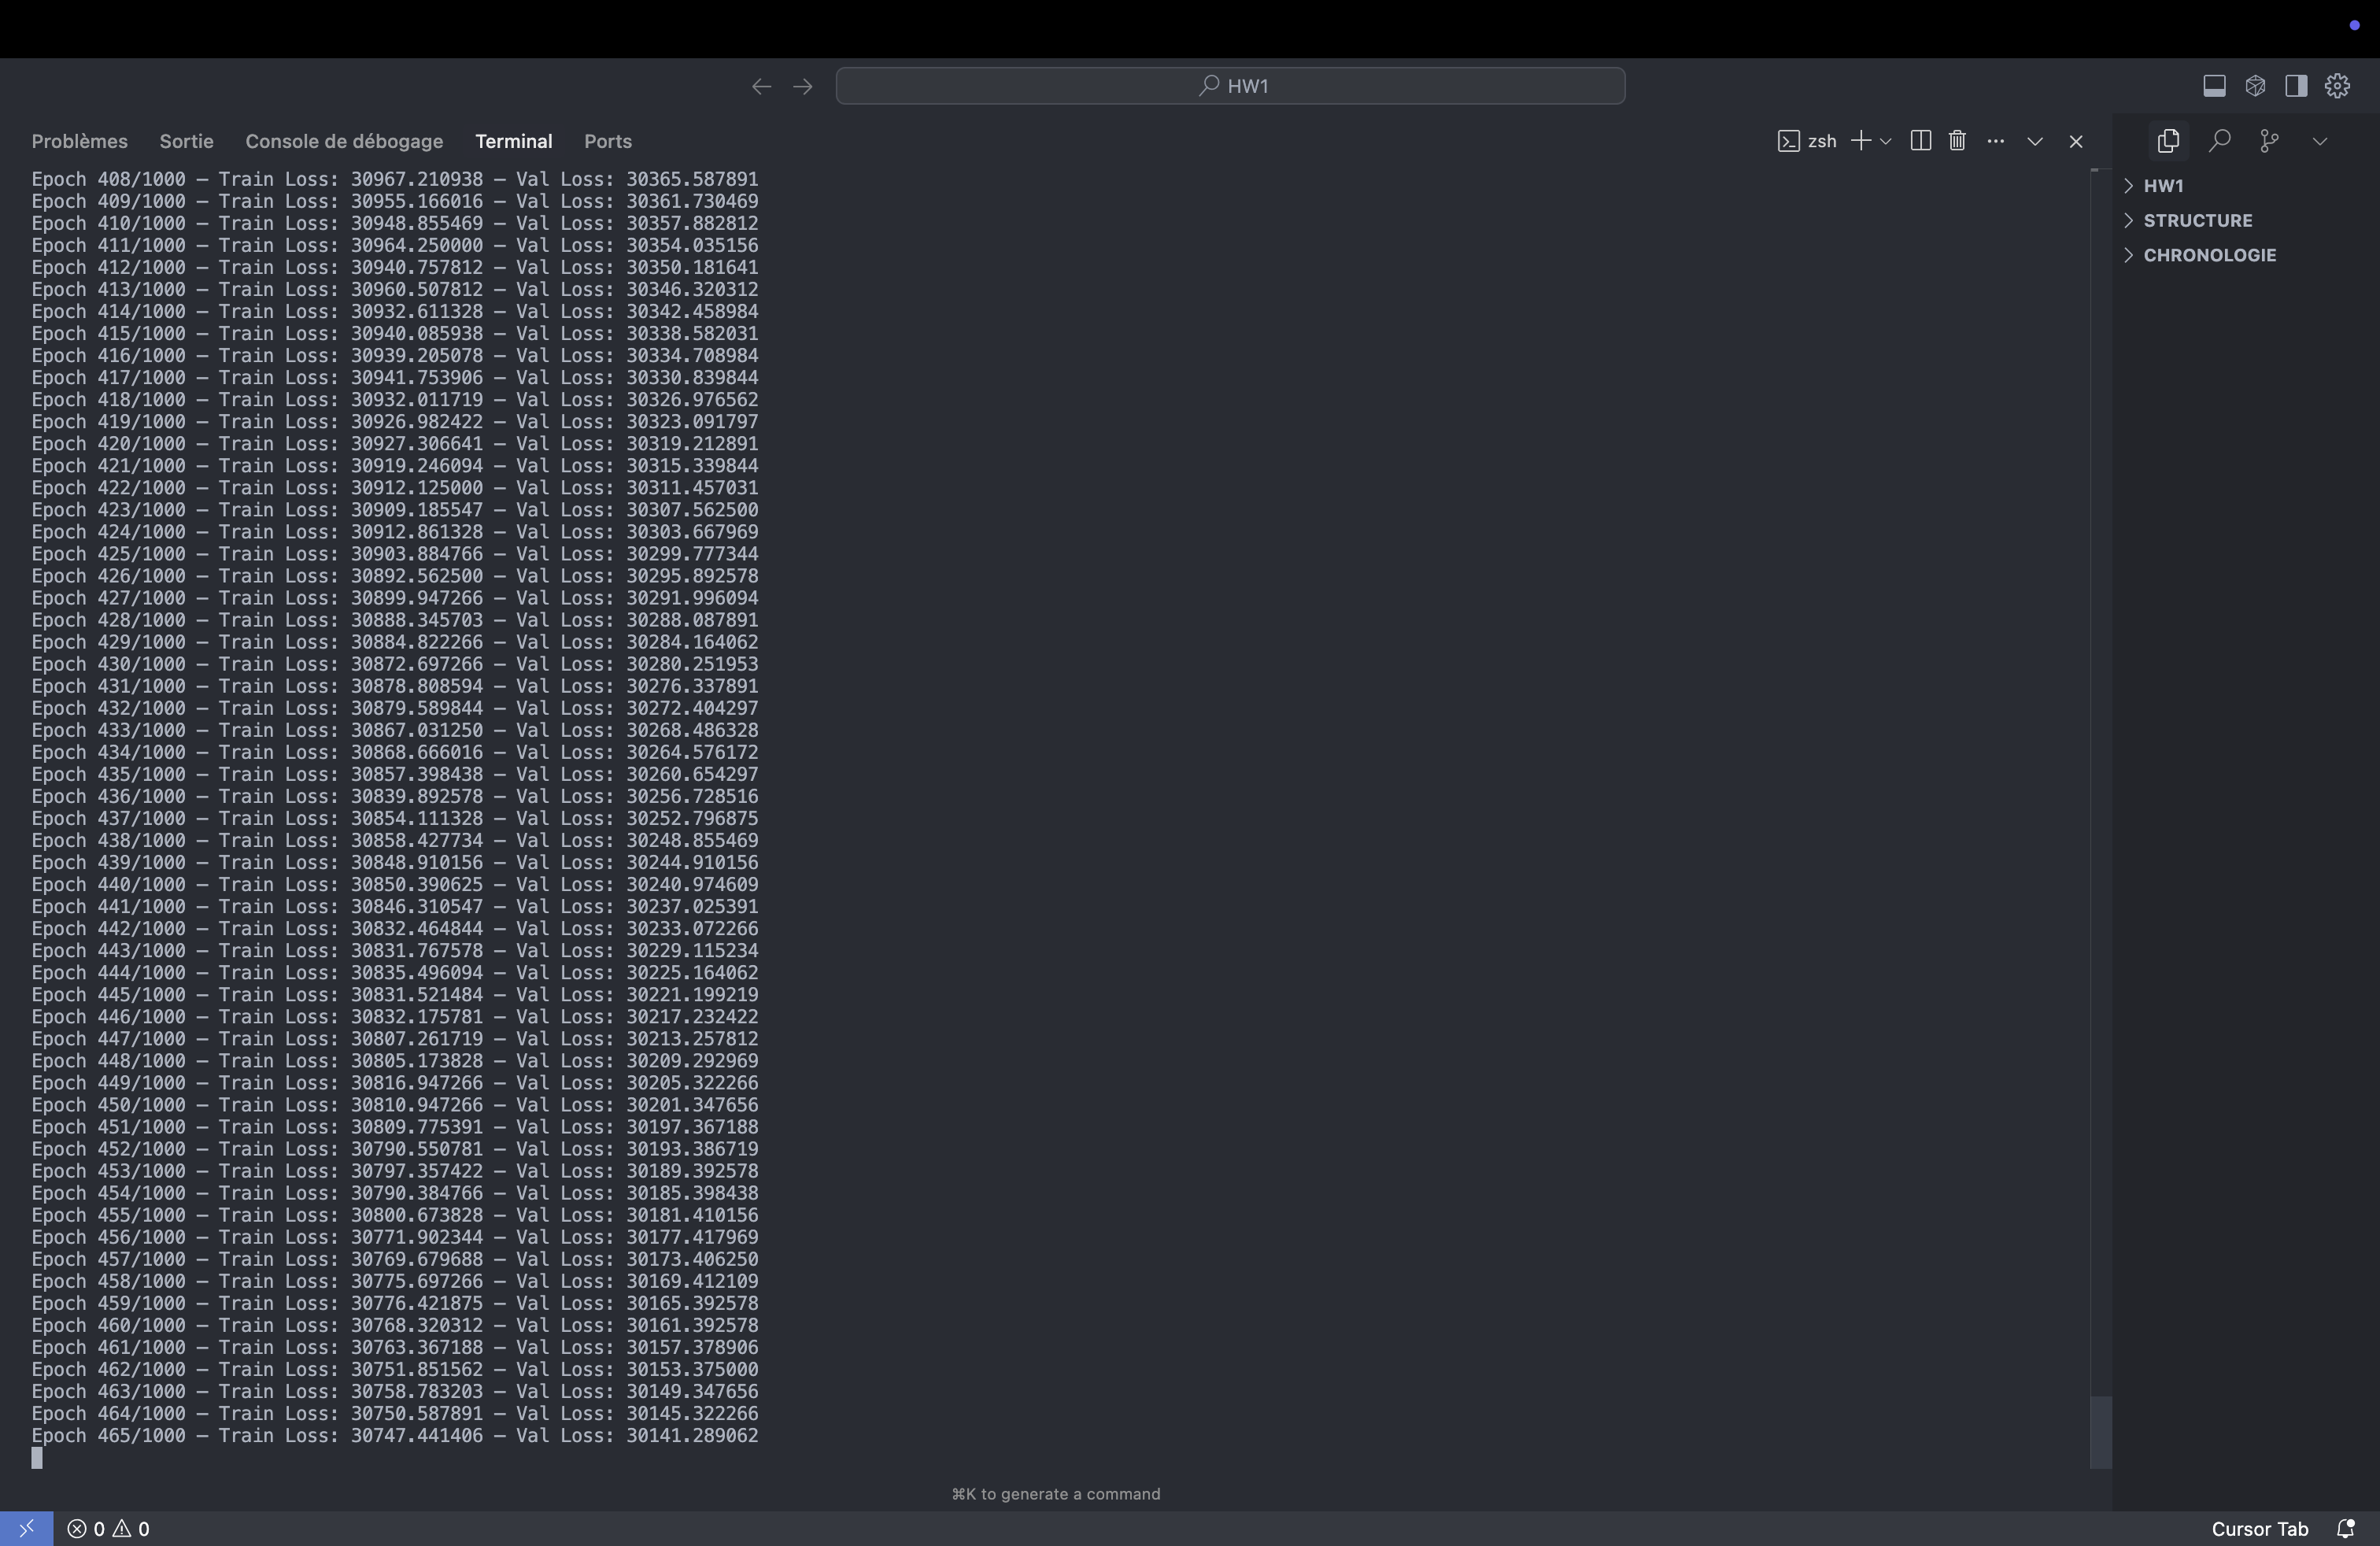 HW1
Problèmes Sortie Console de débogage Terminal Ports zsh
Epoch 408/1000 — Train Loss: 30967.210938 — Val Loss: 30365.587891
Epoch 409/1000 — Train Loss: 30955.166016 — Val Loss: 30361.730469
Epoch 410/1000 — Train Loss: 30948.855469 — Val Loss: 30357.882812
Epoch 411/1000 — Train Loss: 30964.250000 — Val Loss: 30354.035156
Epoch 412/1000 — Train Loss: 30940.757812 — Val Loss: 30350.181641
Epoch 413/1000 — Train Loss: 30960.507812 — Val Loss: 30346.320312
Epoch 414/1000 — Train Loss: 30932.611328 — Val Loss: 30342.458984
Epoch 415/1000 — Train Loss: 30940.085938 — Val Loss: 30338.582031
Epoch 416/1000 — Train Loss: 30939.205078 — Val Loss: 30334.708984
Epoch 417/1000 — Train Loss: 30941.753906 — Val Loss: 30330.839844
Epoch 418/1000 — Train Loss: 30932.011719 — Val Loss: 30326.976562
Epoch 419/1000 — Train Loss: 30926.982422 — Val Loss: 30323.091797
Epoch 420/1000 — Train Loss: 30927.306641 — Val Loss: 30319.212891
Epoch 421/1000 — Train Loss: 30919.246094 — Val Loss: 30315.339844
Epoch 422/1000 — Train Loss: 30912.125000 — Val Loss: 30311.457031
Epoch 423/1000 — Train Loss: 30909.185547 — Val Loss: 30307.562500
Epoch 424/1000 — Train Loss: 30912.861328 — Val Loss: 30303.667969
Epoch 425/1000 — Train Loss: 30903.884766 — Val Loss: 30299.777344
Epoch 426/1000 — Train Loss: 30892.562500 — Val Loss: 30295.892578
Epoch 427/1000 — Train Loss: 30899.947266 — Val Loss: 30291.996094
Epoch 428/1000 — Train Loss: 30888.345703 — Val Loss: 30288.087891
Epoch 429/1000 — Train Loss: 30884.822266 — Val Loss: 30284.164062
Epoch 430/1000 — Train Loss: 30872.697266 — Val Loss: 30280.251953
Epoch 431/1000 — Train Loss: 30878.808594 — Val Loss: 30276.337891
Epoch 432/1000 — Train Loss: 30879.589844 — Val Loss: 30272.404297
Epoch 433/1000 — Train Loss: 30867.031250 — Val Loss: 30268.486328
Epoch 434/1000 — Train Loss: 30868.666016 — Val Loss: 30264.576172
Epoch 435/1000 — Train Loss: 30857.398438 — Val Loss: 30260.654297
Epoch 436/1000 — Train Loss: 30839.892578 — Val Loss: 30256.728516
Epoch 437/1000 — Train Loss: 30854.111328 — Val Loss: 30252.796875
Epoch 438/1000 — Train Loss: 30858.427734 — Val Loss: 30248.855469
Epoch 439/1000 — Train Loss: 30848.910156 — Val Loss: 30244.910156
Epoch 440/1000 — Train Loss: 30850.390625 — Val Loss: 30240.974609
Epoch 441/1000 — Train Loss: 30846.310547 — Val Loss: 30237.025391
Epoch 442/1000 — Train Loss: 30832.464844 — Val Loss: 30233.072266
Epoch 443/1000 — Train Loss: 30831.767578 — Val Loss: 30229.115234
Epoch 444/1000 — Train Loss: 30835.496094 — Val Loss: 30225.164062
Epoch 445/1000 — Train Loss: 30831.521484 — Val Loss: 30221.199219
Epoch 446/1000 — Train Loss: 30832.175781 — Val Loss: 30217.232422
Epoch 447/1000 — Train Loss: 30807.261719 — Val Loss: 30213.257812
Epoch 448/1000 — Train Loss: 30805.173828 — Val Loss: 30209.292969
Epoch 449/1000 — Train Loss: 30816.947266 — Val Loss: 30205.322266
Epoch 450/1000 — Train Loss: 30810.947266 — Val Loss: 30201.347656
Epoch 451/1000 — Train Loss: 30809.775391 — Val Loss: 30197.367188
Epoch 452/1000 — Train Loss: 30790.550781 — Val Loss: 30193.386719
Epoch 453/1000 — Train Loss: 30797.357422 — Val Loss: 30189.392578
Epoch 454/1000 — Train Loss: 30790.384766 — Val Loss: 30185.398438
Epoch 455/1000 — Train Loss: 30800.673828 — Val Loss: 30181.410156
Epoch 456/1000 — Train Loss: 30771.902344 — Val Loss: 30177.417969
Epoch 457/1000 — Train Loss: 30769.679688 — Val Loss: 30173.406250
Epoch 458/1000 — Train Loss: 30775.697266 — Val Loss: 30169.412109
Epoch 459/1000 — Train Loss: 30776.421875 — Val Loss: 30165.392578
Epoch 460/1000 — Train Loss: 30768.320312 — Val Loss: 30161.392578
Epoch 461/1000 — Train Loss: 30763.367188 — Val Loss: 30157.378906
Epoch 462/1000 — Train Loss: 30751.851562 — Val Loss: 30153.375000
Epoch 463/1000 — Train Loss: 30758.783203 — Val Loss: 30149.347656
Epoch 464/1000 — Train Loss: 30750.587891 — Val Loss: 30145.322266
Epoch 465/1000 — Train Loss: 30747.441406 — Val Loss: 30141.289062
⌘K to generate a command
HW1
STRUCTURE
CHRONOLOGIE
0 0
Cursor Tab